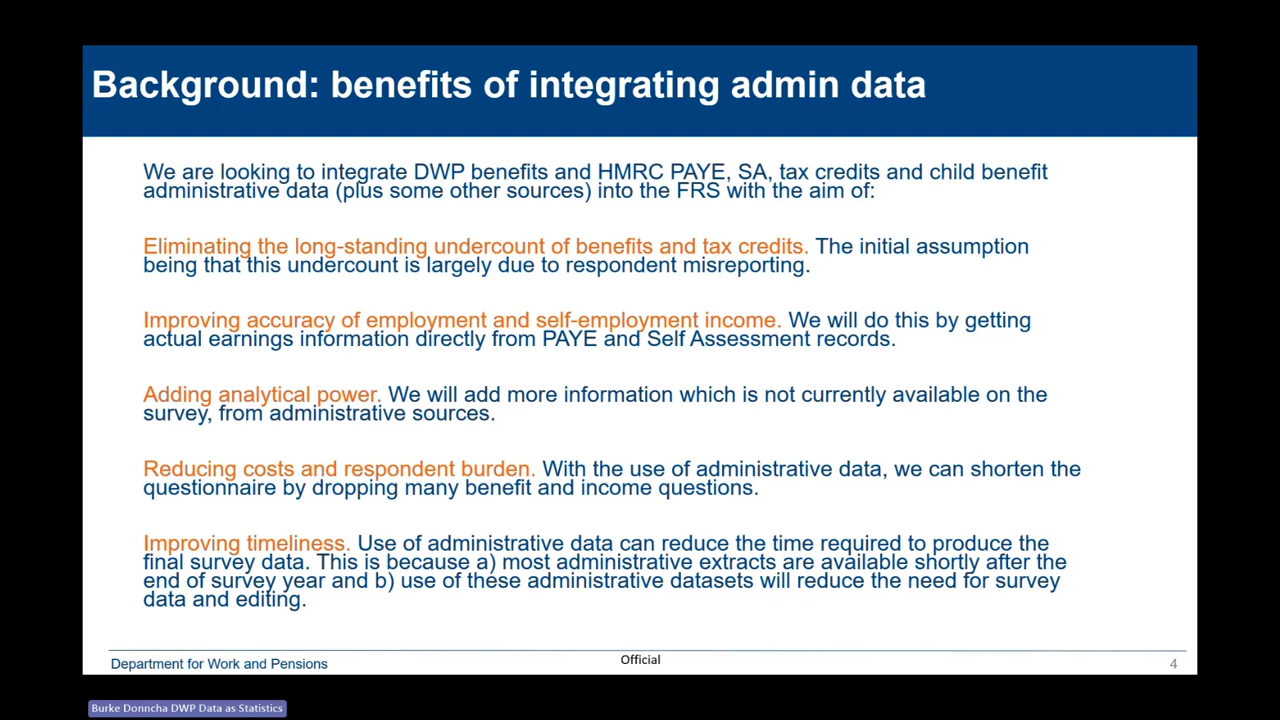 Background: benefits of integrating admin data
We are looking to integrate DWP benefits and HMRC PAYE, SA, tax credits and child benefit
administrative data (plus some other sources) into the FRS with the aim of:
Eliminating the long-standing undercount of benefits and tax credits. The initial assumption
being that this undercount is largely due to respondent misreporting.
Improving accuracy of employment and self-employment income. We will do this by getting
actual earnings information directly from PAYE and Self Assessment records.
Adding analytical power. We will add more information which is not currently available on the
survey, from administrative sources.
Reducing costs and respondent burden. With the use of administrative data, we can shorten the
questionnaire by dropping many benefit and income questions.
Improving timeliness. Use of administrative data can reduce the time required to produce the
final survey data. This is because a) most administrative extracts are available shortly after the
end of survey year and b) use of these administrative datasets will reduce the need for survey
data and editing.
Department for Work and Pensions
Official
4
Burke Donncha DWP Data as Statistics